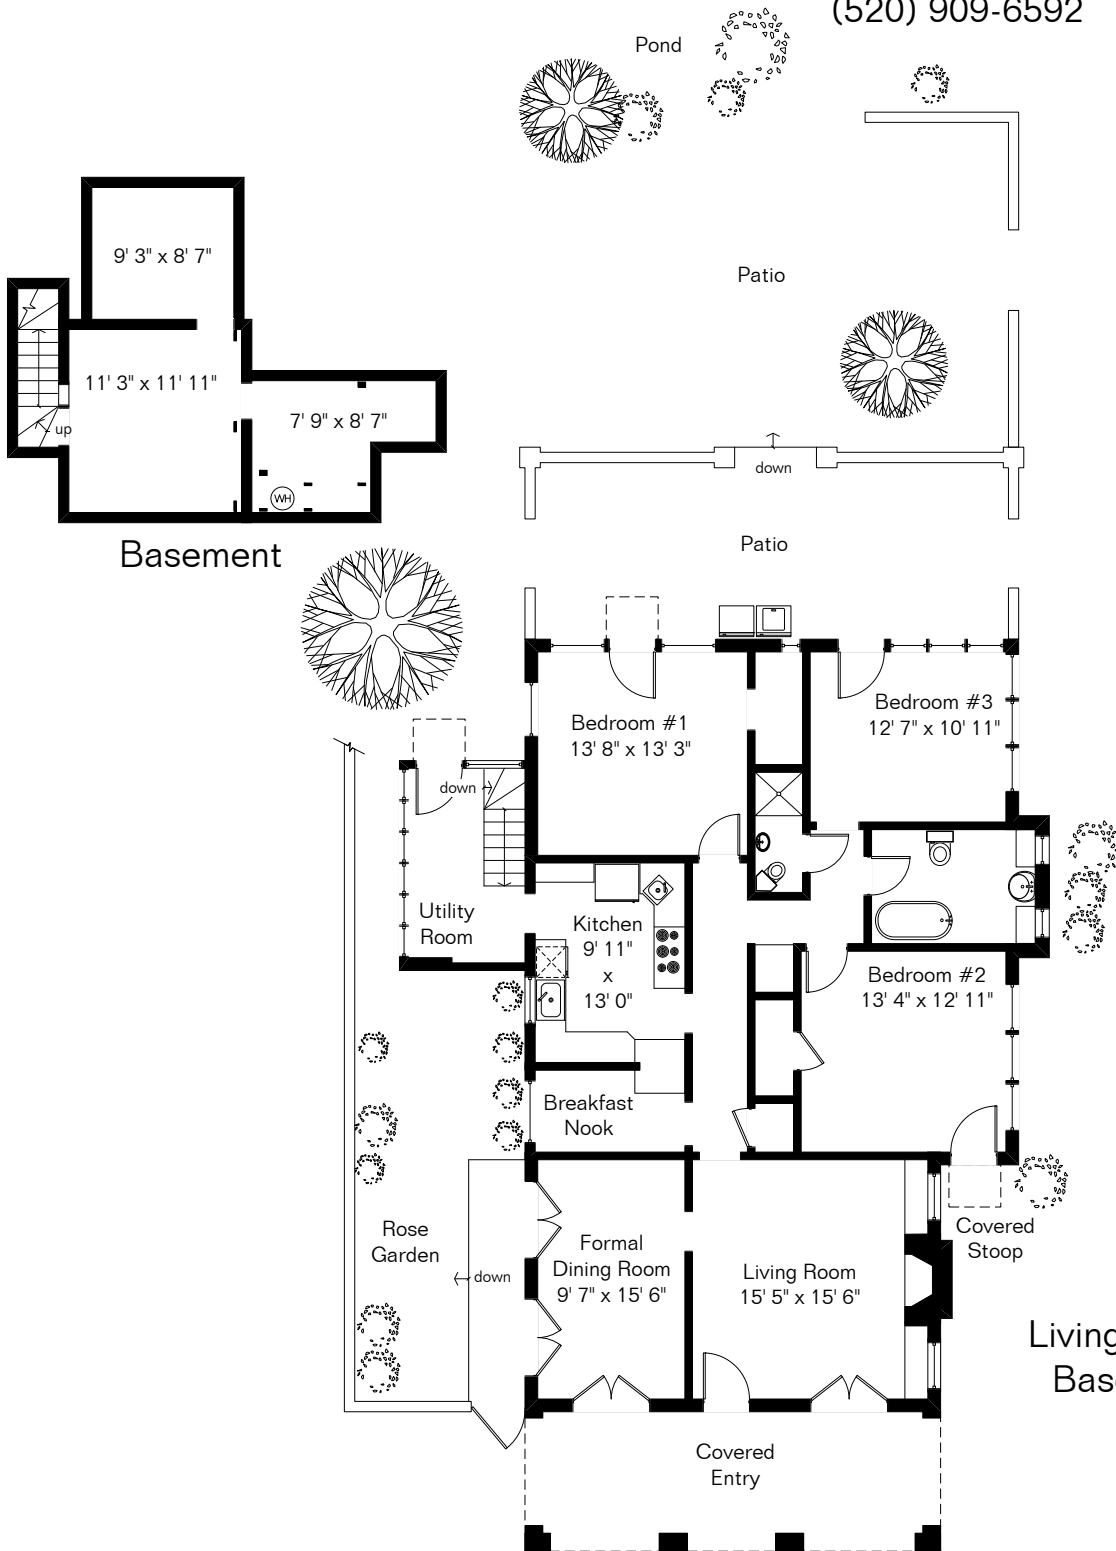 (520) 909-6592
Pond
Patio
9' 3" x 8' 7"
11' 3" x 11' 11"
7' 9" x 8' 7"
up
WH
Basement
down
Patio
Bedroom #1
13' 8" x 13' 3"
Bedroom #3
12' 7" x 10' 11"
down
Utility
Room
Kitchen
9' 11"
x
13' 0"
Bedroom #2
13' 4" x 12' 11"
Breakfast
Nook
Rose
Garden
down
Formal
Dining Room
9' 7" x 15' 6"
Living Room
15' 5" x 15' 6"
Covered
Stoop
Living
Covered
Entry